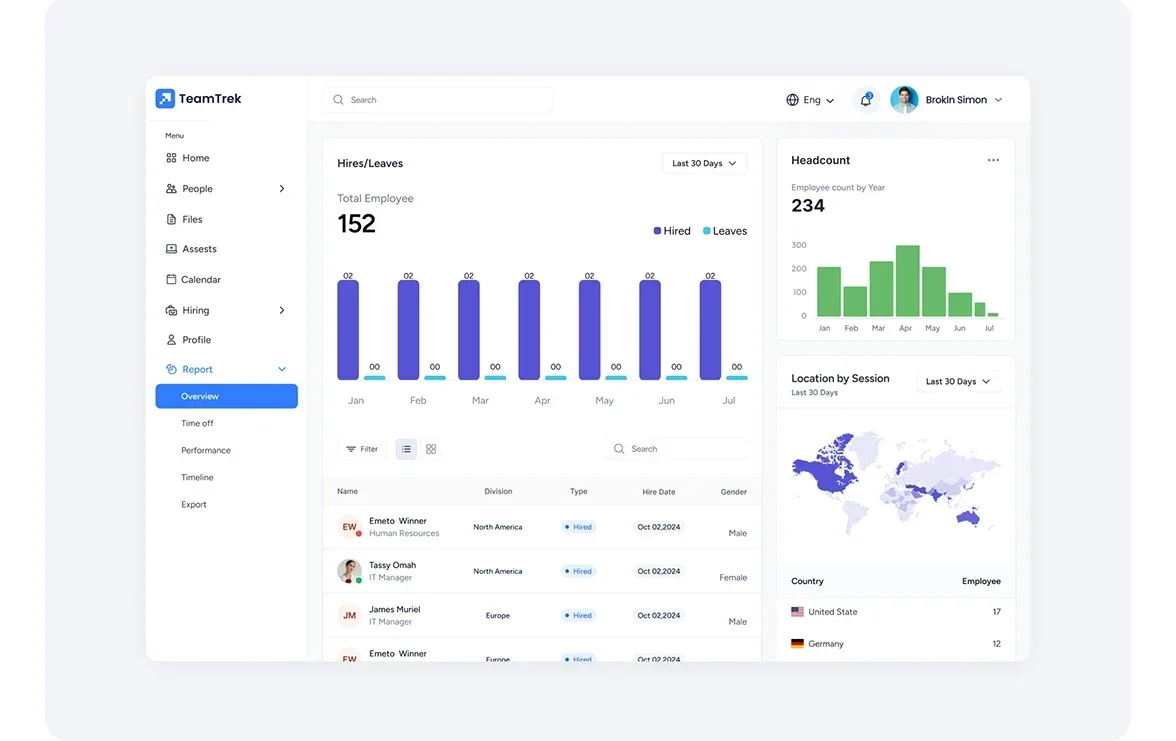 TeamTrek
Search
Eng
3
Brokln Simon
Menu
Home
People
Files
Assests
Calendar
Hiring
Profile
Report
Overview
Time off
Performance
Timeline
Export
Hires/Leaves
Last 30 Days
Total Employee
152
Hired
Leaves
02 02 02 02 02 02 02
00 00 00 00 00 00 00
Jan Feb Mar Apr May Jun Jul
Filter
Search
Name Division Type Hire Date Gender
EW Emeto Winner
Human Resources
North America Hired Oct 02,2024 Male
Tassy Omah
IT Manager
North America Hired Oct 02,2024 Female
JM James Muriel
IT Manager
Europe Hired Oct 02,2024 Male
EW Emeto Winner
Europe Hired Oct 02,2024
Headcount
Employee count by Year
234
300
200
100
0
Jan Feb Mar Apr May Jun Jul
Location by Session
Last 30 Days
Last 30 Days
Country Employee
United State 17
Germany 12